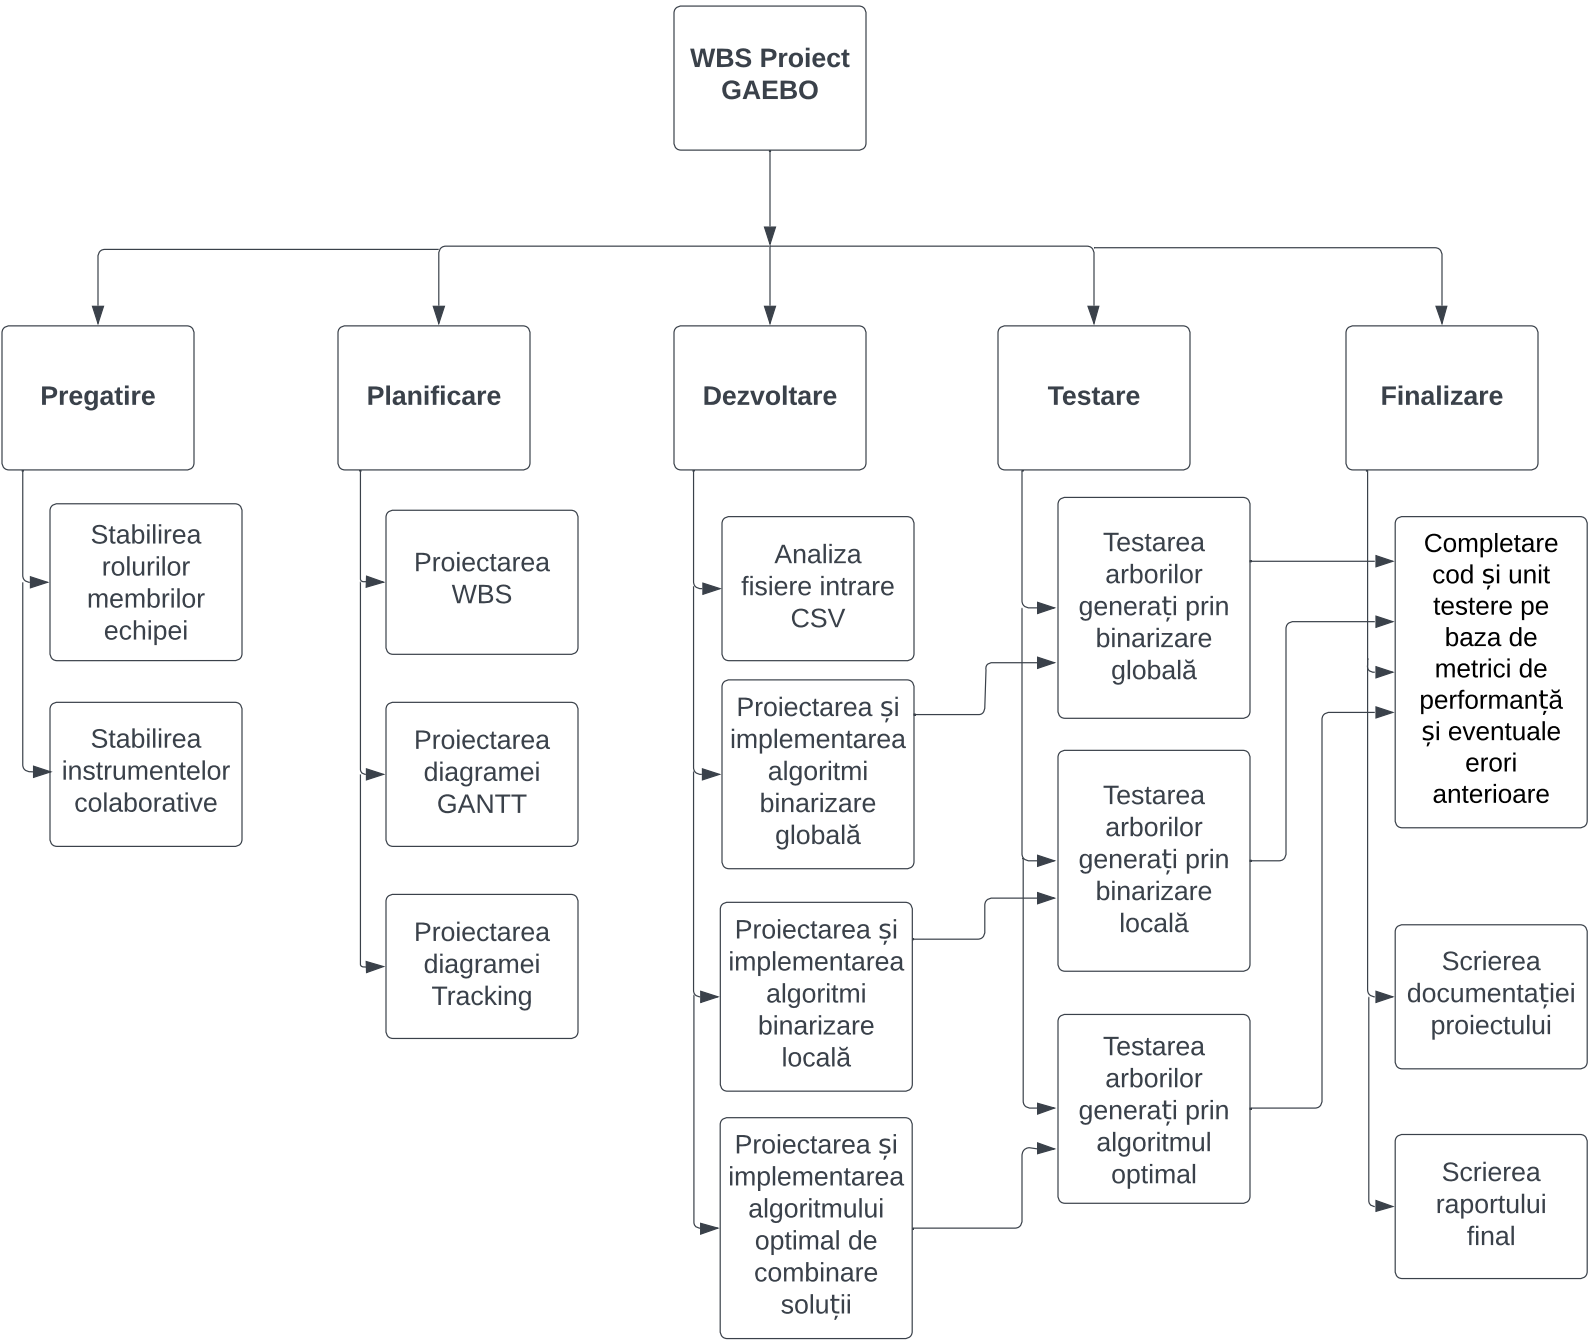 WBS Proiect
GAEBO
Pregatire
Planificare
Dezvoltare
Testare
Finalizare
Stabilirea
rolurilor
membrilor
echipei
Stabilirea
instrumentelor
colaborative
Proiectarea
WBS
Proiectarea
diagramei
GANTT
Proiectarea
diagramei
Tracking
Analiza
fisiere intrare
CSV
Proiectarea și
implementarea
algoritmi
binarizare
globală
Proiectarea și
implementarea
algoritmi
binarizare
locală
Proiectarea și
implementarea
algoritmului
optimal de
combinare
soluții
Testarea
arborilor
generați prin
binarizare
globală
Testarea
arborilor
generați prin
binarizare
locală
Testarea
arborilor
generați prin
algoritmul
optimal
Completare
cod și unit
testere pe
baza de
metrici de
performanță
și eventuale
erori
anterioare
Scrierea
documentației
proiectului
Scrierea
raportului
final